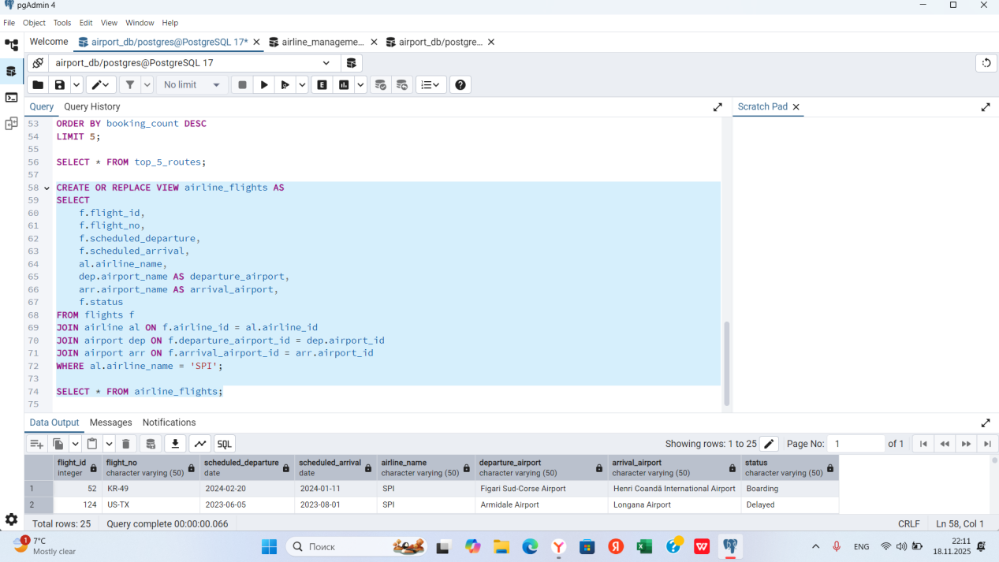 pgAdmin 4
File Object Tools Edit View Window Help
Welcome airport_db/postgres@PostgreSQL 17* airline_manageme... airport_db/postgre...
airport_db/postgres@PostgreSQL 17
No limit
Query Query History Scratch Pad
53 ORDER BY booking_count DESC
54 LIMIT 5;
55
56 SELECT * FROM top_5_routes;
57
58 CREATE OR REPLACE VIEW airline_flights AS
59 SELECT
60 f.flight_id,
61 f.flight_no,
62 f.scheduled_departure,
63 f.scheduled_arrival,
64 al.airline_name,
65 dep.airport_name AS departure_airport,
66 arr.airport_name AS arrival_airport,
67 f.status
68 FROM flights f
69 JOIN airline al ON f.airline_id = al.airline_id
70 JOIN airport dep ON f.departure_airport_id = dep.airport_id
71 JOIN airport arr ON f.arrival_airport_id = arr.airport_id
72 WHERE al.airline_name = 'SPI';
73
74 SELECT * FROM airline_flights;
75
Data Output Messages Notifications
SQL Showing rows: 1 to 25 Page No: 1 of 1
flight_id flight_no scheduled_departure scheduled_arrival airline_name departure_airport arrival_airport status
integer character varying (50) date date character varying (50) character varying (50) character varying (50) character varying (50)
1 52 KR-49 2024-02-20 2024-01-11 SPI Figari Sud-Corse Airport Henri Coandă International Airport Boarding
2 124 US-TX 2023-06-05 2023-08-01 SPI Armidale Airport Longana Airport Delayed
Total rows: 25 Query complete 00:00:00.066 CRLF Ln 58, Col 1
1 7°C
Mostly clear
Поиск
ENG
22:11
18.11.2025